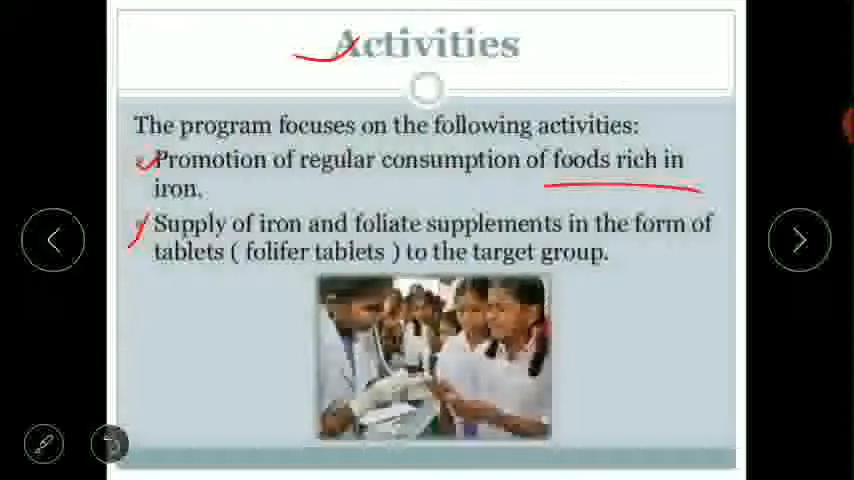 Activities
The program focuses on the following activities:
Promotion of regular consumption of foods rich in
iron.
Supply of iron and foliate supplements in the form of
tablets ( folifer tablets ) to the target group.